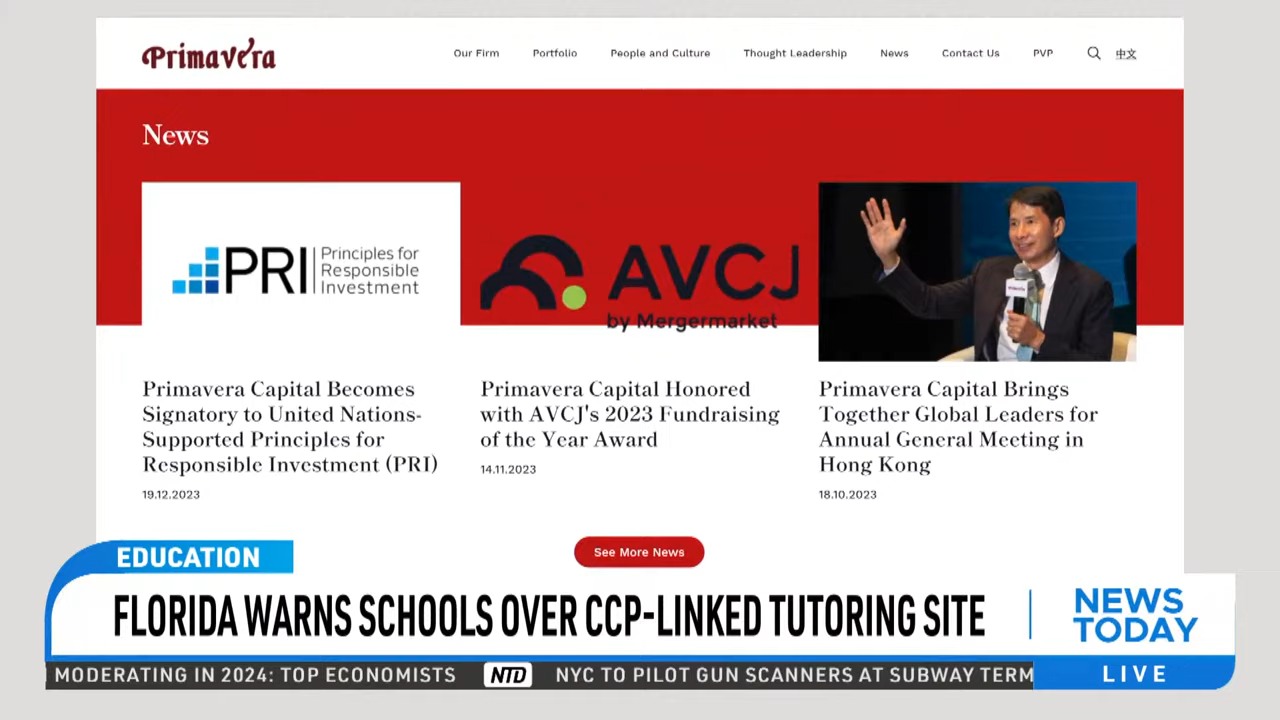 Primavera
Our Firm
Portfolio
People and Culture
Thought Leadership
News
Contact Us
PVP
中文
News
PRI
Principles for
Responsible
Investment
AVCJ
by Mergermarket
Primavera Capital Becomes
Signatory to United Nations-
Supported Principles for
Responsible Investment (PRI)
19.12.2023
Primavera Capital Honored
with AVCJ's 2023 Fundraising
of the Year Award
14.11.2023
Primavera Capital Brings
Together Global Leaders for
Annual General Meeting in
Hong Kong
18.10.2023
See More News
EDUCATION
FLORIDA WARNS SCHOOLS OVER CCP-LINKED TUTORING SITE
NEWS
TODAY
MODERATING IN 2024: TOP ECONOMISTS
NTD
NYC TO PILOT GUN SCANNERS AT SUBWAY TERM
LIVE